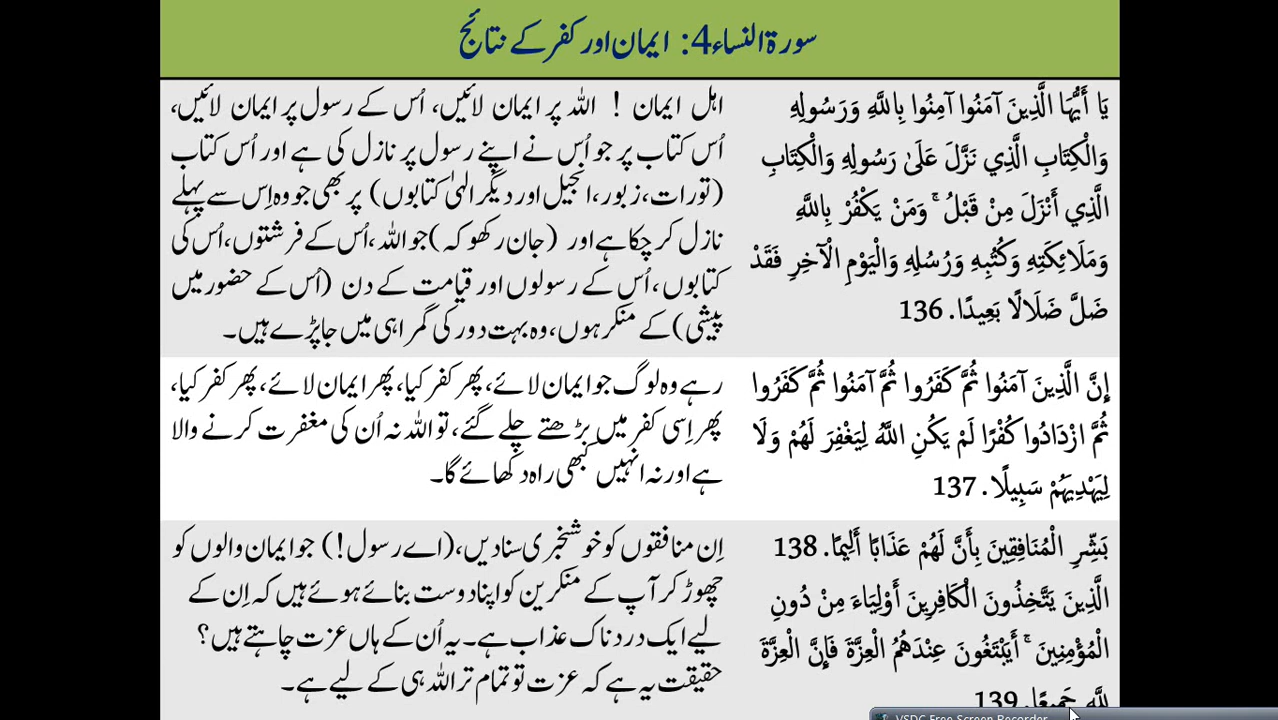 سورۃ النساء4: ایمان اور کفر کے نتائج
يَا أَيُّهَا الَّذِينَ آمَنُوا آمِنُوا بِاللَّهِ وَرَسُولِهِ
وَالْكِتَابِ الَّذِي نَزَّلَ عَلَىٰ رَسُولِهِ وَالْكِتَابِ
الَّذِي أَنْزَلَ مِنْ قَبْلُ ۚ وَمَنْ يَكْفُرْ بِاللَّهِ
وَمَلَائِكَتِهِ وَكُتُبِهِ وَرُسُلِهِ وَالْيَوْمِ الْآخِرِ فَقَدْ
ضَلَّ ضَلَالًا بَعِيدًا. 136
اہل ایمان ! اللہ پر ایمان لائیں، اُس کے رسول پر ایمان لائیں،
اُس کتاب پر جو اُس نے اپنے رسول پر نازل کی ہے اور اُس کتاب
(تورات، زبور، انجیل اور دیگر الہیٰ کتابوں) پر بھی جو وہ اِس سے پہلے
نازل کر چکا ہے اور (جان رکھو کہ)جو اللہ، اُس کے فرشتوں، اُس کی
کتابوں، اُس کے رسولوں اور قیامت کے دن (اُس کے حضور میں
پیشی) کے منکر ہوں، وہ بہت دور کی گمراہی میں جا پڑے ہیں۔
إِنَّ الَّذِينَ آمَنُوا ثُمَّ كَفَرُوا ثُمَّ آمَنُوا ثُمَّ كَفَرُوا
ثُمَّ ازْدَادُوا كُفْرًا لَمْ يَكُنِ اللَّهُ لِيَغْفِرَ لَهُمْ وَلَا
لِيَهْدِيَهُمْ سَبِيلًا. 137
رہے وہ لوگ جو ایمان لائے، پھر کفر کیا، پھر ایمان لائے، پھر کفر کیا،
پھر اِسی کفر میں بڑھتے چلے گئے، تو اللہ نہ اُن کی مغفرت کرنے والا
ہے اور نہ انہیں کبھی راہ دکھائے گا۔
بَشِّرِ الْمُنَافِقِينَ بِأَنَّ لَهُمْ عَذَابًا أَلِيمًا. 138
الَّذِينَ يَتَّخِذُونَ الْكَافِرِينَ أَوْلِيَاءَ مِنْ دُونِ
الْمُؤْمِنِينَ ۚ أَيَبْتَغُونَ عِنْدَهُمُ الْعِزَّةَ فَإِنَّ الْعِزَّةَ
لِلَّهِ جَمِيعًا. 139
اِن منافقوں کو خوشخبری سنا دیں، (اے رسول!) جو ایمان والوں کو
چھوڑ کر آپ کے منکرین کو اپنا دوست بنائے ہوئے ہیں کہ اِن کے
لیے ایک دردناک عذاب ہے۔ یہ اُن کے ہاں عزت چاہتے ہیں؟
حقیقت یہ ہے کہ عزت تو تمام تر اللہ ہی کے لیے ہے۔
VSDC Free Screen Recorder